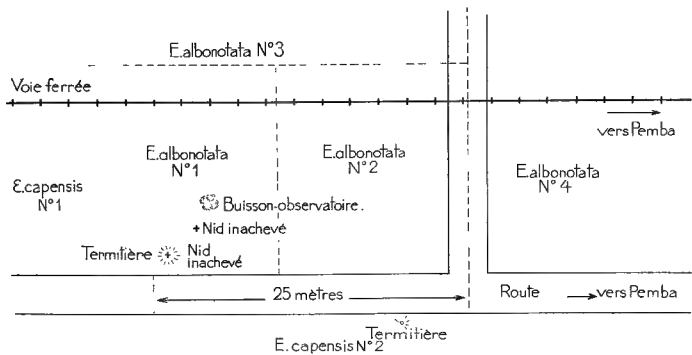 E.albonotata N°3
Voie ferrée
vers Pemba
E.albonotata
N°1
E.albonotata
N°2
E.albonotata
N°4
E.capensis
N°1
Buisson-observatoire.
Nid inachevé
Termitière
Nid
inachevé
25 mètres
Route
vers Pemba
Termitière
E. capensis N°2